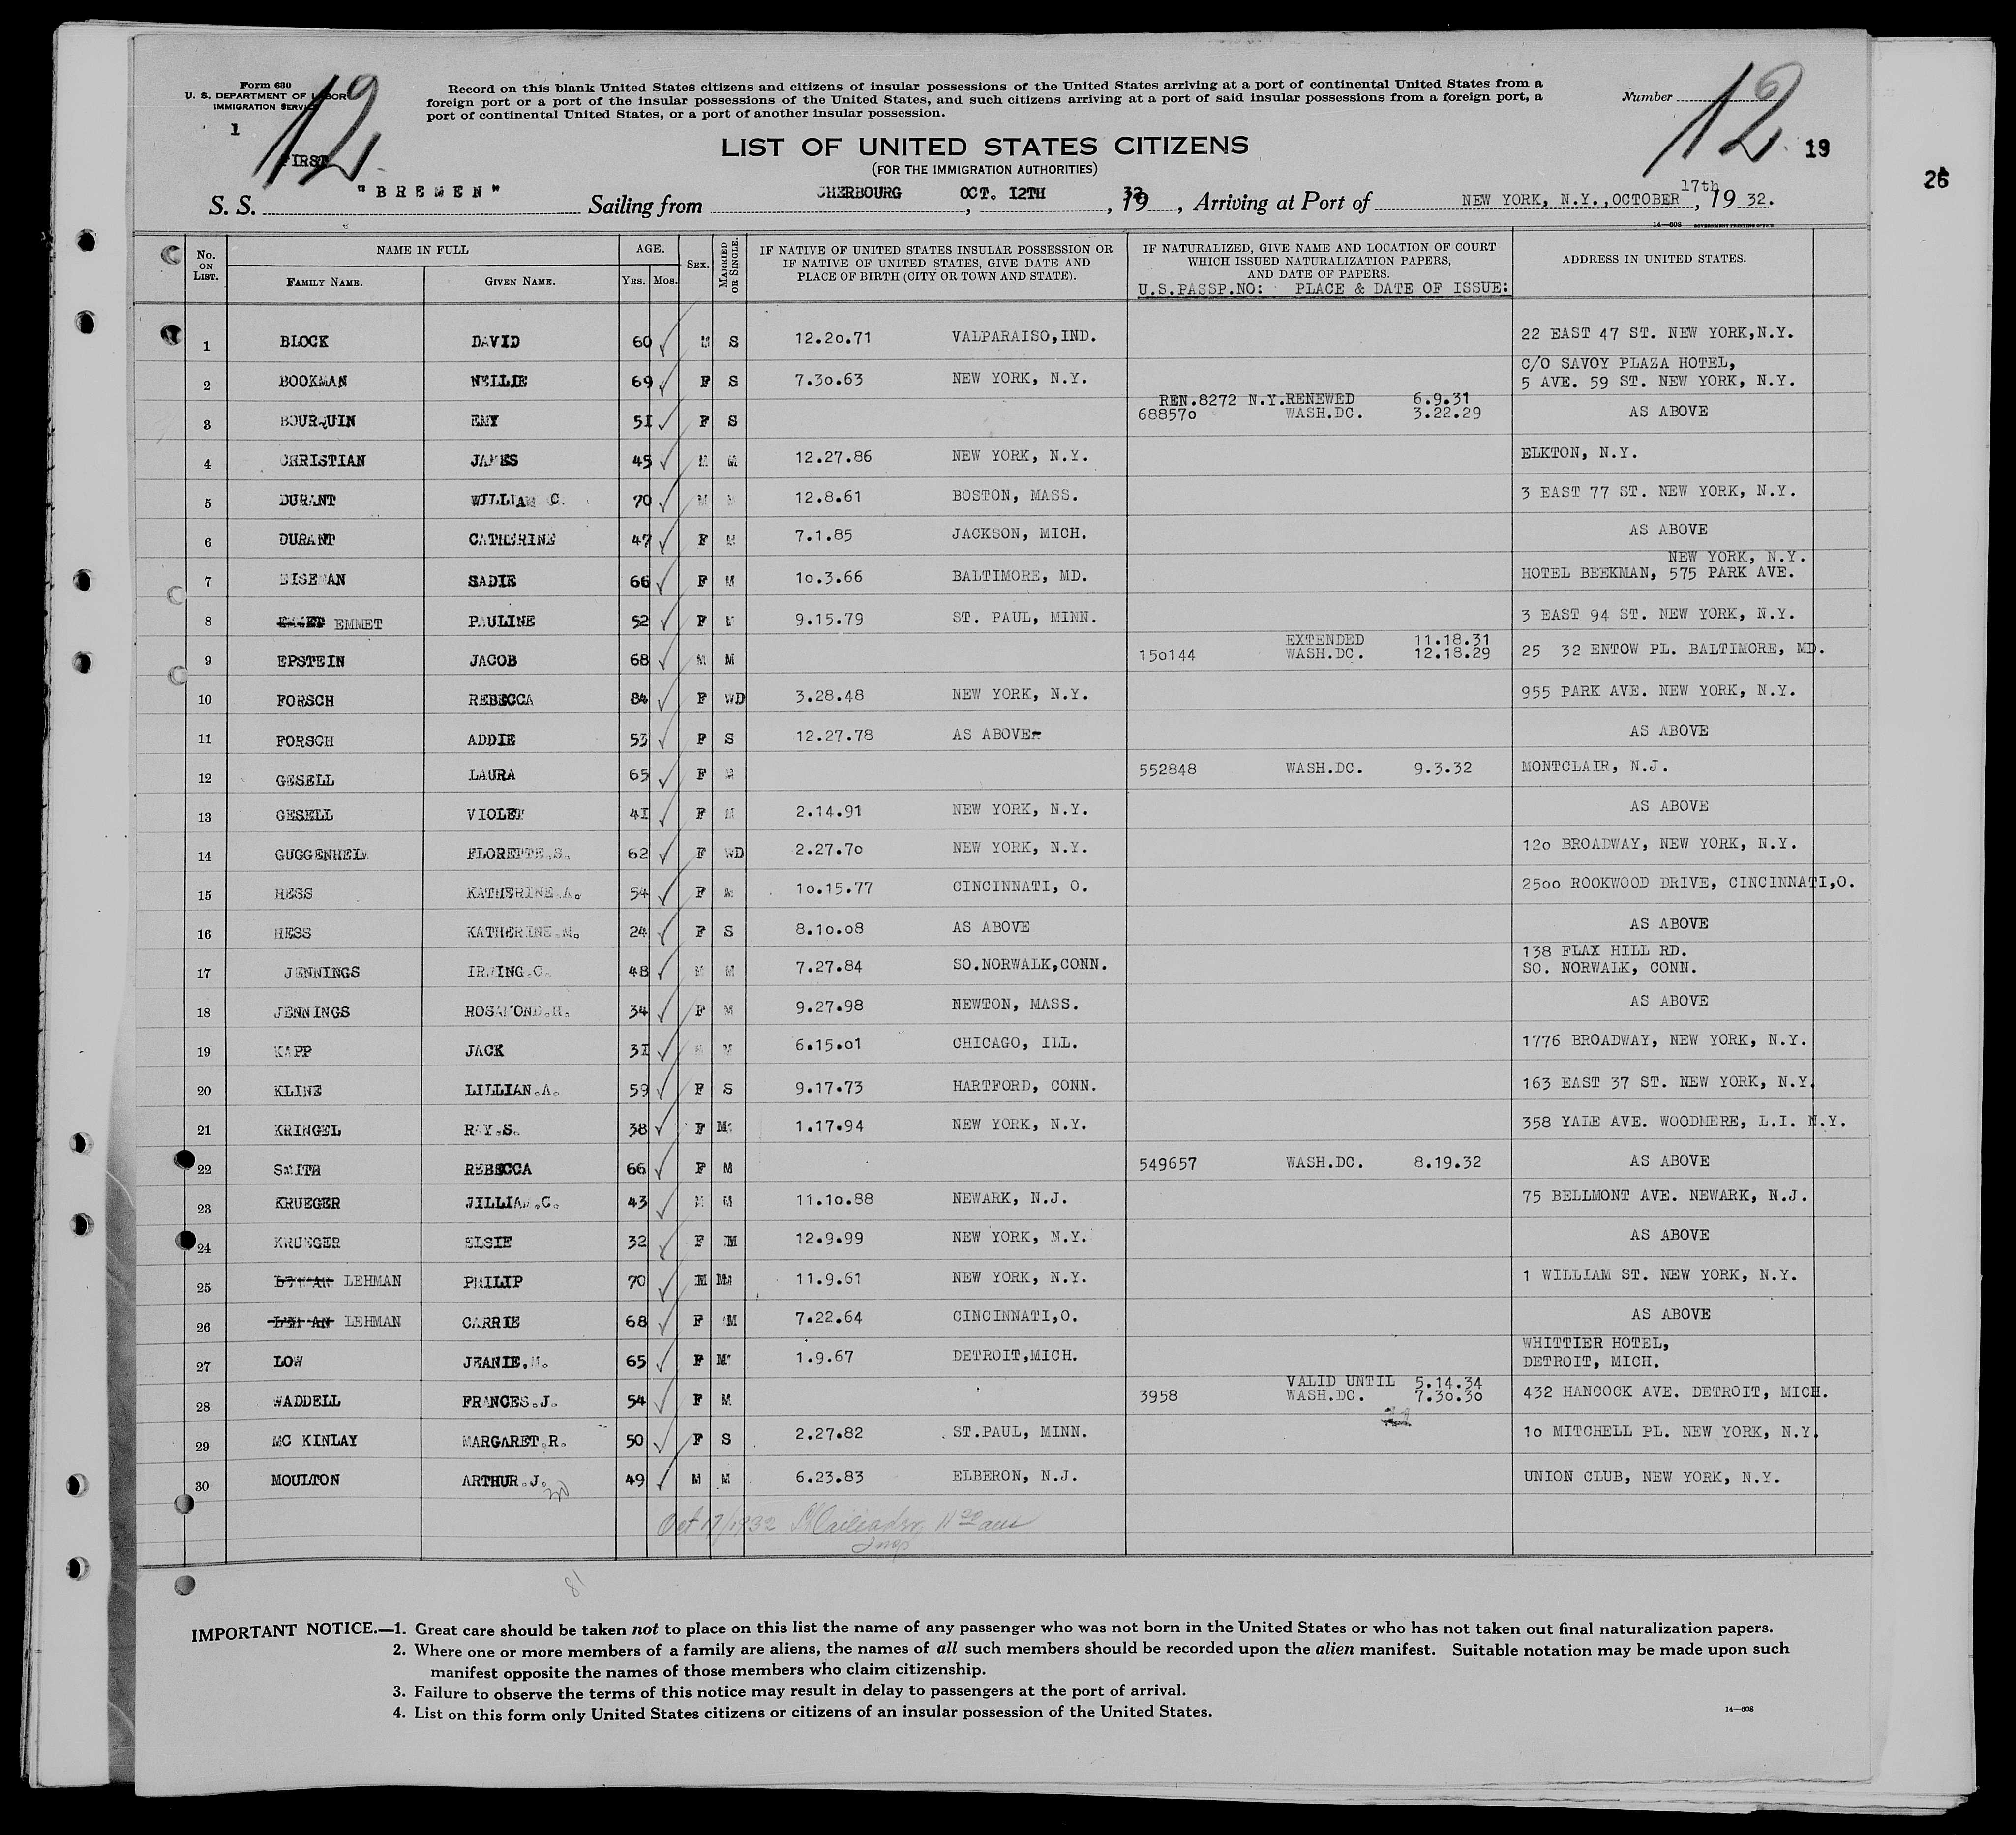 Form 630
U. S. DEPARTMENT OF LABOR
IMMIGRATION SERVICE
1
FIRST
12
Record on this blank United States citizens and citizens of insular possessions of the United States arriving at a port of continental United States from a
foreign port or a port of the insular possessions of the United States, and such citizens arriving at a port of said insular possessions from a foreign port, a
port of continental United States, or a port of another insular possession.
Number 6
12
19
26
LIST OF UNITED STATES CITIZENS
(FOR THE IMMIGRATION AUTHORITIES)
S. S. "BREMEN" Sailing from CHERBOURG OCT. I2TH, 1932, Arriving at Port of NEW YORK, N.Y.,OCTOBER 17th, 1932.
14—608 GOVERNMENT PRINTING OFFICE
No. ON LIST. NAME IN FULL FAMILY NAME. GIVEN NAME. AGE. YRS. MOS. SEX. MARRIED OR SINGLE. IF NATIVE OF UNITED STATES INSULAR POSSESSION OR IF NATIVE OF UNITED STATES, GIVE DATE AND PLACE OF BIRTH (CITY OR TOWN AND STATE). IF NATURALIZED, GIVE NAME AND LOCATION OF COURT WHICH ISSUED NATURALIZATION PAPERS, AND DATE OF PAPERS. ADDRESS IN UNITED STATES.
U.S.PASSP.NO: PLACE & DATE OF ISSUE:
1 BLOCK DAVID 60 M S 12.20.71 VALPARAISO,IND. 22 EAST 47 ST. NEW YORK,N.Y.
C/O SAVOY PLAZA HOTEL,
2 BOOKMAN NELLIE 69 F S 7.30.63 NEW YORK, N.Y. 5 AVE. 59 ST. NEW YORK, N.Y.
REN.8272 N.Y.RENEWED 6.9.31
3 BOURQUIN EMY 5I F S 688570 WASH.DC. 3.22.29 AS ABOVE
4 CHRISTIAN JAMES 45 M M 12.27.86 NEW YORK, N.Y. ELKTON, N.Y.
5 DURANT WILLIAM C. 70 M M 12.8.61 BOSTON, MASS. 3 EAST 77 ST. NEW YORK, N.Y.
6 DURANT CATHERINE 47 F M 7.1.85 JACKSON, MICH. AS ABOVE
NEW YORK, N.Y.
7 EISEMAN SADIE 66 F M 10.3.66 BALTIMORE, MD. HOTEL BEEKMAN, 575 PARK AVE.
8 EMMET EMMET PAULINE 52 F M 9.15.79 ST. PAUL, MINN. 3 EAST 94 ST. NEW YORK, N.Y.
EXTENDED 11.18.31
9 EPSTEIN JACOB 68 M M 150144 WASH.DC. 12.18.29 25 32 ENTOW PL. BALTIMORE, MD.
10 FORSCH REBECCA 84 F WD 3.28.48 NEW YORK, N.Y. 955 PARK AVE. NEW YORK, N.Y.
11 FORSCH ADDIE 53 F S 12.27.78 AS ABOVE AS ABOVE
12 GESELL LAURA 65 F M 552848 WASH.DC. 9.3.32 MONTCLAIR, N.J.
13 GESELL VIOLET 4I F M 2.14.91 NEW YORK, N.Y. AS ABOVE
14 GUGGENHEIM FLORETTE.S. 62 F WD 2.27.70 NEW YORK, N.Y. 120 BROADWAY, NEW YORK, N.Y.
15 HESS KATHERINE.A. 54 F M 10.15.77 CINCINNATI, O. 2500 ROOKWOOD DRIVE, CINCINNATI,O.
16 HESS KATHERINE.M. 24 F S 8.10.08 AS ABOVE AS ABOVE
138 FLAX HILL RD.
17 JENNINGS IRVING.C. 48 M M 7.27.84 SO.NORWALK,CONN. SO. NORWALK, CONN.
18 JENNINGS ROSAMOND.H. 34 F M 9.27.98 NEWTON, MASS. AS ABOVE
19 KAPP JACK 3I M M 6.15.01 CHICAGO, ILL. 1776 BROADWAY, NEW YORK, N.Y.
20 KLINE LILLIAN.A. 59 F S 9.17.73 HARTFORD, CONN. 163 EAST 37 ST. NEW YORK, N.Y.
21 KRINGEL RAY.S. 38 F M 1.17.94 NEW YORK, N.Y. 358 YALE AVE. WOODMERE, L.I. N.Y.
22 SMITH REBECCA 66 F M 549657 WASH.DC. 8.19.32 AS ABOVE
23 KRUEGER WILLIAM.C. 43 M M 11.10.88 NEWARK, N.J. 75 BELLMONT AVE. NEWARK, N.J.
24 KRUEGER ELSIE 32 F M 12.9.99 NEW YORK, N.Y. AS ABOVE
25 LEHMAN LEHMAN PHILIP 70 M M 11.9.61 NEW YORK, N.Y. 1 WILLIAM ST. NEW YORK, N.Y.
26 LEHMAN LEHMAN CARRIE 68 F M 7.22.64 CINCINNATI,O. AS ABOVE
WHITTIER HOTEL,
27 LOW JEANIE.M. 65 F M 1.9.67 DETROIT,MICH. DETROIT, MICH.
VALID UNTIL 5.14.34
28 WADDELL FRANCES.J. 54 F M 3958 WASH.DC. 7.30.30 432 HANCOCK AVE. DETROIT, MICH.
29 MC KINLAY MARGARET.R. 50 F S 2.27.82 ST.PAUL, MINN. 10 MITCHELL PL. NEW YORK, N.Y.
30 MOULTON ARTHUR.J. 49 M M 6.23.83 ELBERON, N.J. UNION CLUB, NEW YORK, N.Y.
Oct 17/1932 11 22 am
Insp
81
IMPORTANT NOTICE.—1. Great care should be taken not to place on this list the name of any passenger who was not born in the United States or who has not taken out final naturalization papers.
2. Where one or more members of a family are aliens, the names of all such members should be recorded upon the alien manifest. Suitable notation may be made upon such
manifest opposite the names of those members who claim citizenship.
3. Failure to observe the terms of this notice may result in delay to passengers at the port of arrival.
4. List on this form only United States citizens or citizens of an insular possession of the United States.
14—608